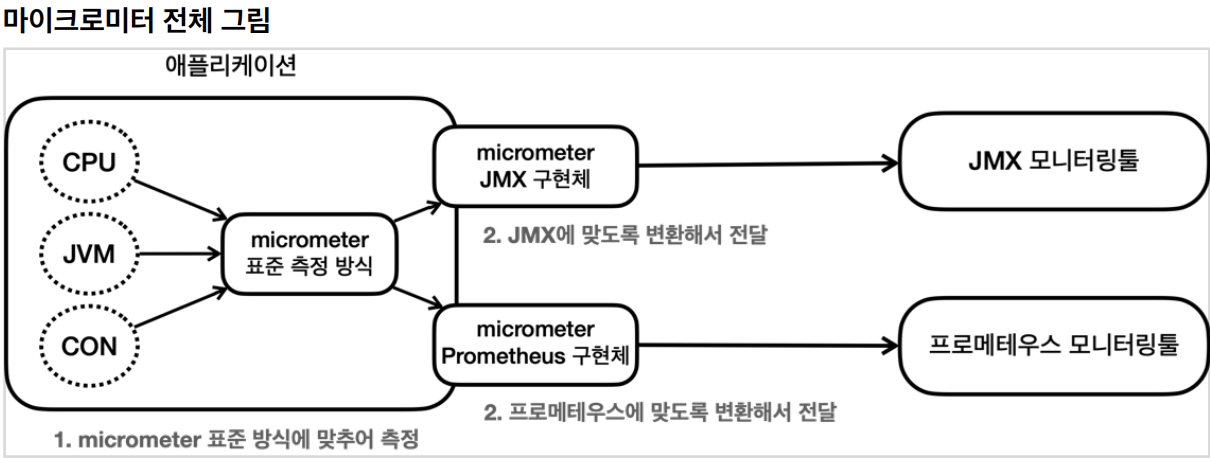 마이크로미터 전체 그림
애플리케이션
CPU
JVM
CON
micrometer
표준 측정 방식
micrometer
JMX 구현체
JMX 모니터링툴
2. JMX에 맞도록 변환해서 전달
micrometer
Prometheus 구현체
프로메테우스 모니터링툴
2. 프로메테우스에 맞도록 변환해서 전달
1. micrometer 표준 방식에 맞추어 측정